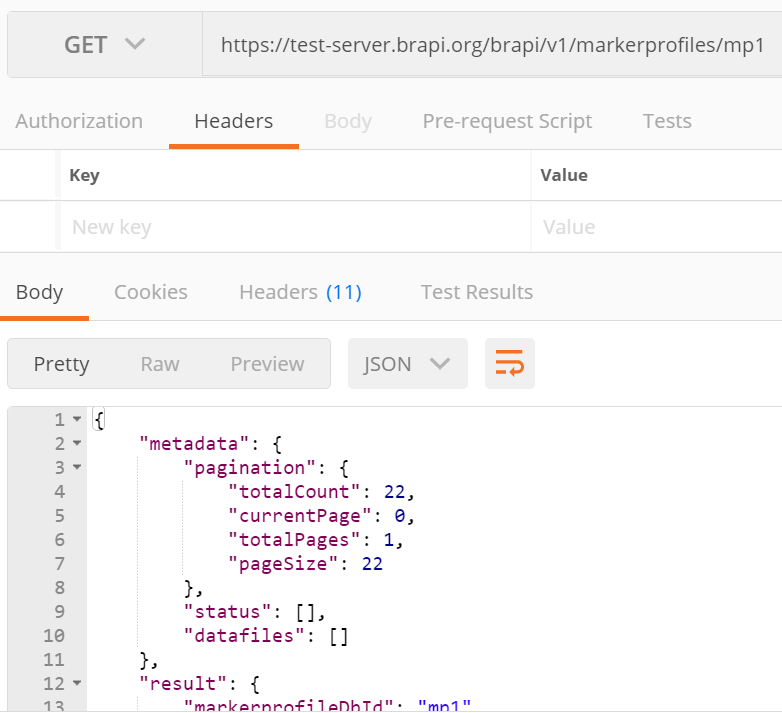 GET https://test-server.brapi.org/brapi/v1/markerprofiles/mp1
Authorization Headers Body Pre-request Script Tests
Key Value
New key Value
Body Cookies Headers (11) Test Results
Pretty Raw Preview JSON
1 {
2 "metadata": {
3 "pagination": {
4 "totalCount": 22,
5 "currentPage": 0,
6 "totalPages": 1,
7 "pageSize": 22
8 },
9 "status": [],
10 "datafiles": []
11 },
12 "result": {
13 "markerprofileDbId": "mp1"